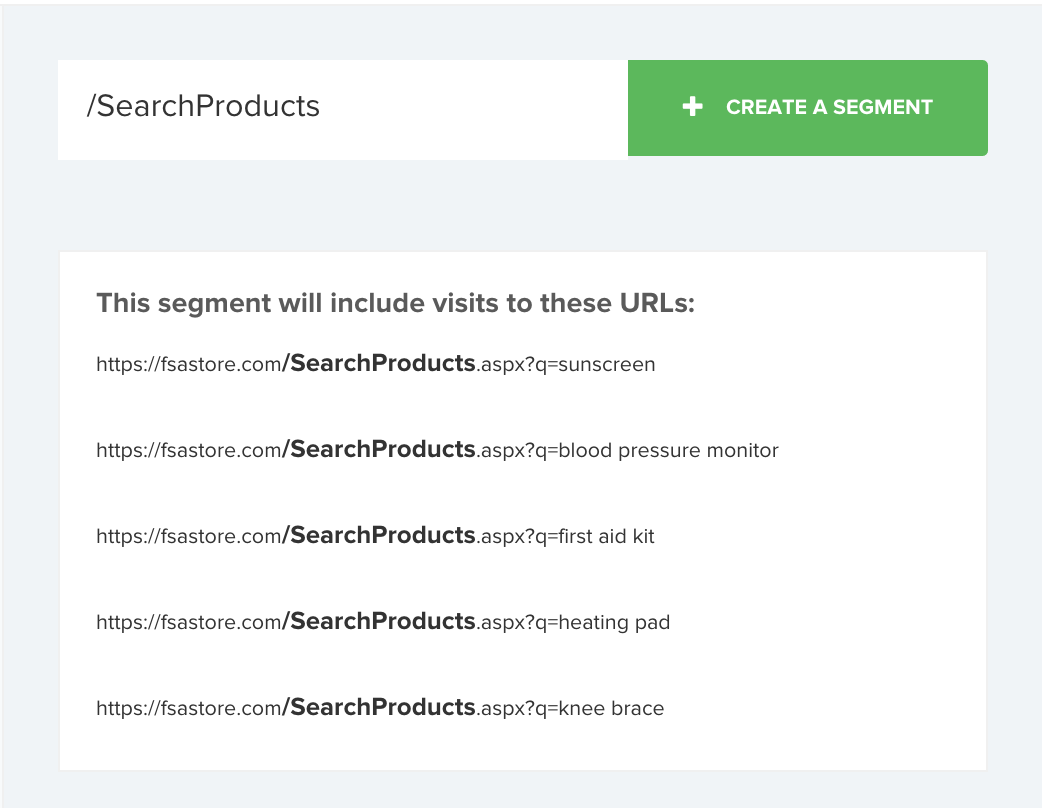 /SearchProducts
+ CREATE A SEGMENT
This segment will include visits to these URLs:
https://fsastore.com/SearchProducts.aspx?q=sunscreen
https://fsastore.com/SearchProducts.aspx?q=blood pressure monitor
https://fsastore.com/SearchProducts.aspx?q=first aid kit
https://fsastore.com/SearchProducts.aspx?q=heating pad
https://fsastore.com/SearchProducts.aspx?q=knee brace